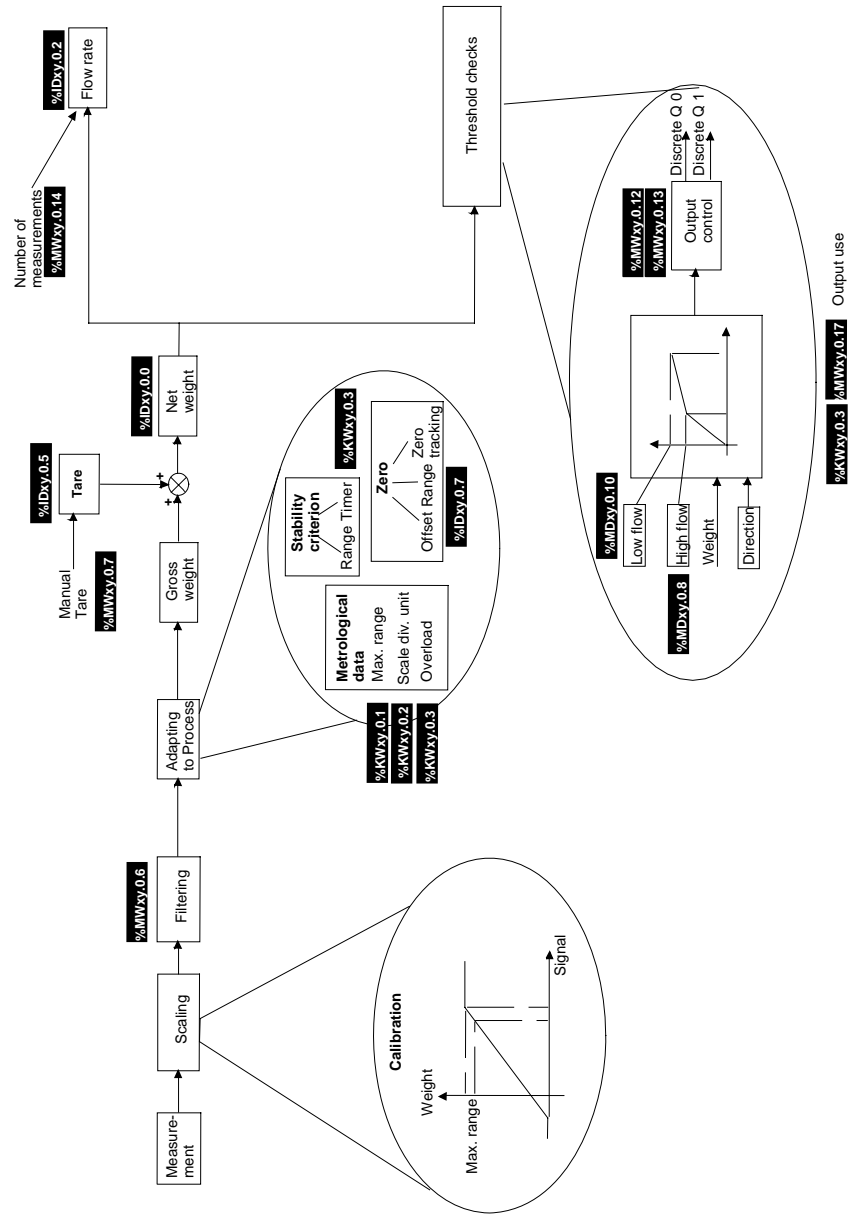 Measure-
ment
Scaling
%MWxy.0.6
Filtering
Adapting
to Process
Gross
weight
Manual
Tare
%MWxy.0.7
%IDxy.0.5
Tare
+
+
%IDxy.0.0
Net
weight
Number of
measurements
%MWxy.0.14
%IDxy.0.2
Flow rate
Threshold checks
Calibration
Weight
Max. range
Signal
%KWxy.0.1
%KWxy.0.2
%KWxy.0.3
Metrological
data
Max. range
Scale div. unit
Overload
Stability
criterion
Range Timer
%KWxy.0.3
Zero
Offset Range Zero
tracking
%IDxy.0.7
%MDxy.0.10
Low flow
High flow
%MDxy.0.8
Weight
Direction
%MWxy.0.12
%MWxy.0.13
Output
control
Discrete Q 0
Discrete Q 1
%KWxy.0.3 %MWxy.0.17 Output use